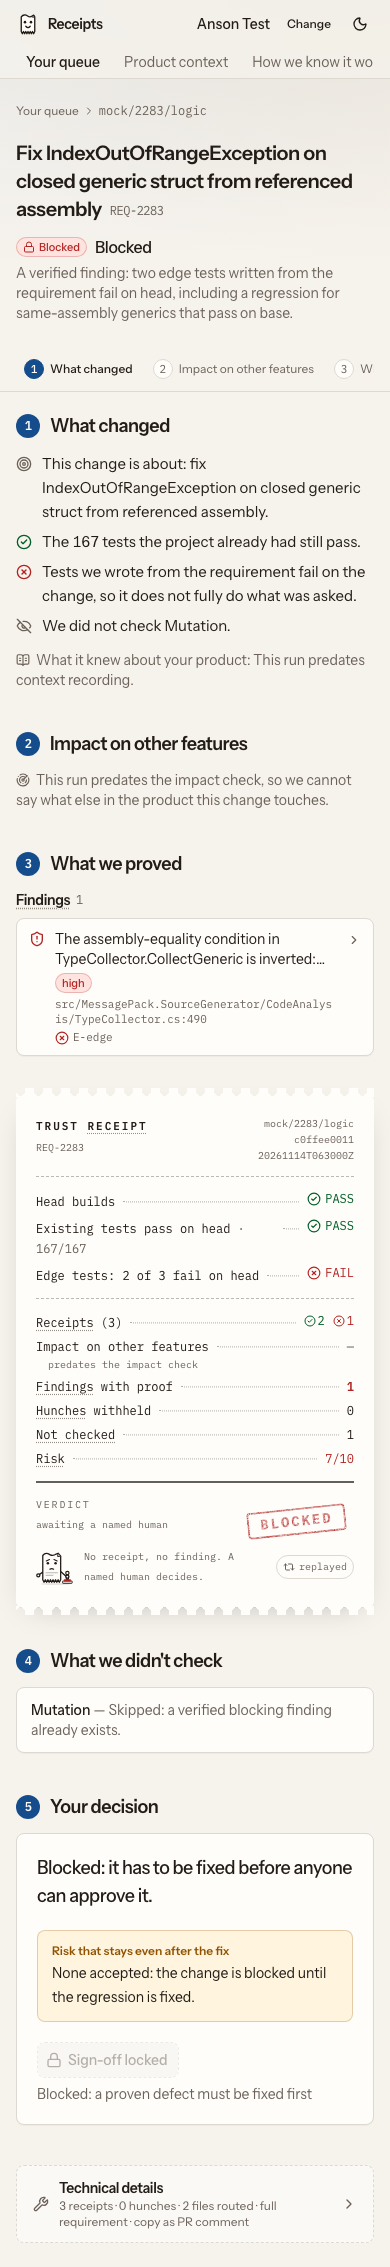 Receipts
Anson Test Change
Your queue Product context How we know it wo
Your queue > mock/2283/logic
Fix IndexOutOfRangeException on
closed generic struct from referenced
assembly REQ-2283
Blocked Blocked
A verified finding: two edge tests written from the
requirement fail on head, including a regression for
same-assembly generics that pass on base.
1 What changed 2 Impact on other features 3 W
1 What changed
This change is about: fix
IndexOutOfRangeException on closed generic
struct from referenced assembly.
The 167 tests the project already had still pass.
Tests we wrote from the requirement fail on the
change, so it does not fully do what was asked.
We did not check Mutation.
What it knew about your product: This run predates
context recording.
2 Impact on other features
This run predates the impact check, so we cannot
say what else in the product this change touches.
3 What we proved
Findings 1
The assembly-equality condition in
TypeCollector.CollectGeneric is inverted:...
high
src/MessagePack.SourceGenerator/CodeAnalys
is/TypeCollector.cs:490
E-edge
TRUST RECEIPT
REQ-2283
mock/2283/logic
c0ffee0011
20261114T063000Z
Head builds PASS
Existing tests pass on head · PASS
167/167
Edge tests: 2 of 3 fail on head FAIL
Receipts (3) 2 1
Impact on other features —
predates the impact check
Findings with proof 1
Hunches withheld 0
Not checked 1
Risk 7/10
VERDICT
awaiting a named human
BLOCKED
No receipt, no finding. A
named human decides.
replayed
4 What we didn't check
Mutation — Skipped: a verified blocking finding
already exists.
5 Your decision
Blocked: it has to be fixed before anyone
can approve it.
Risk that stays even after the fix
None accepted: the change is blocked until
the regression is fixed.
Sign-off locked
Blocked: a proven defect must be fixed first
Technical details
3 receipts · 0 hunches · 2 files routed · full
requirement · copy as PR comment